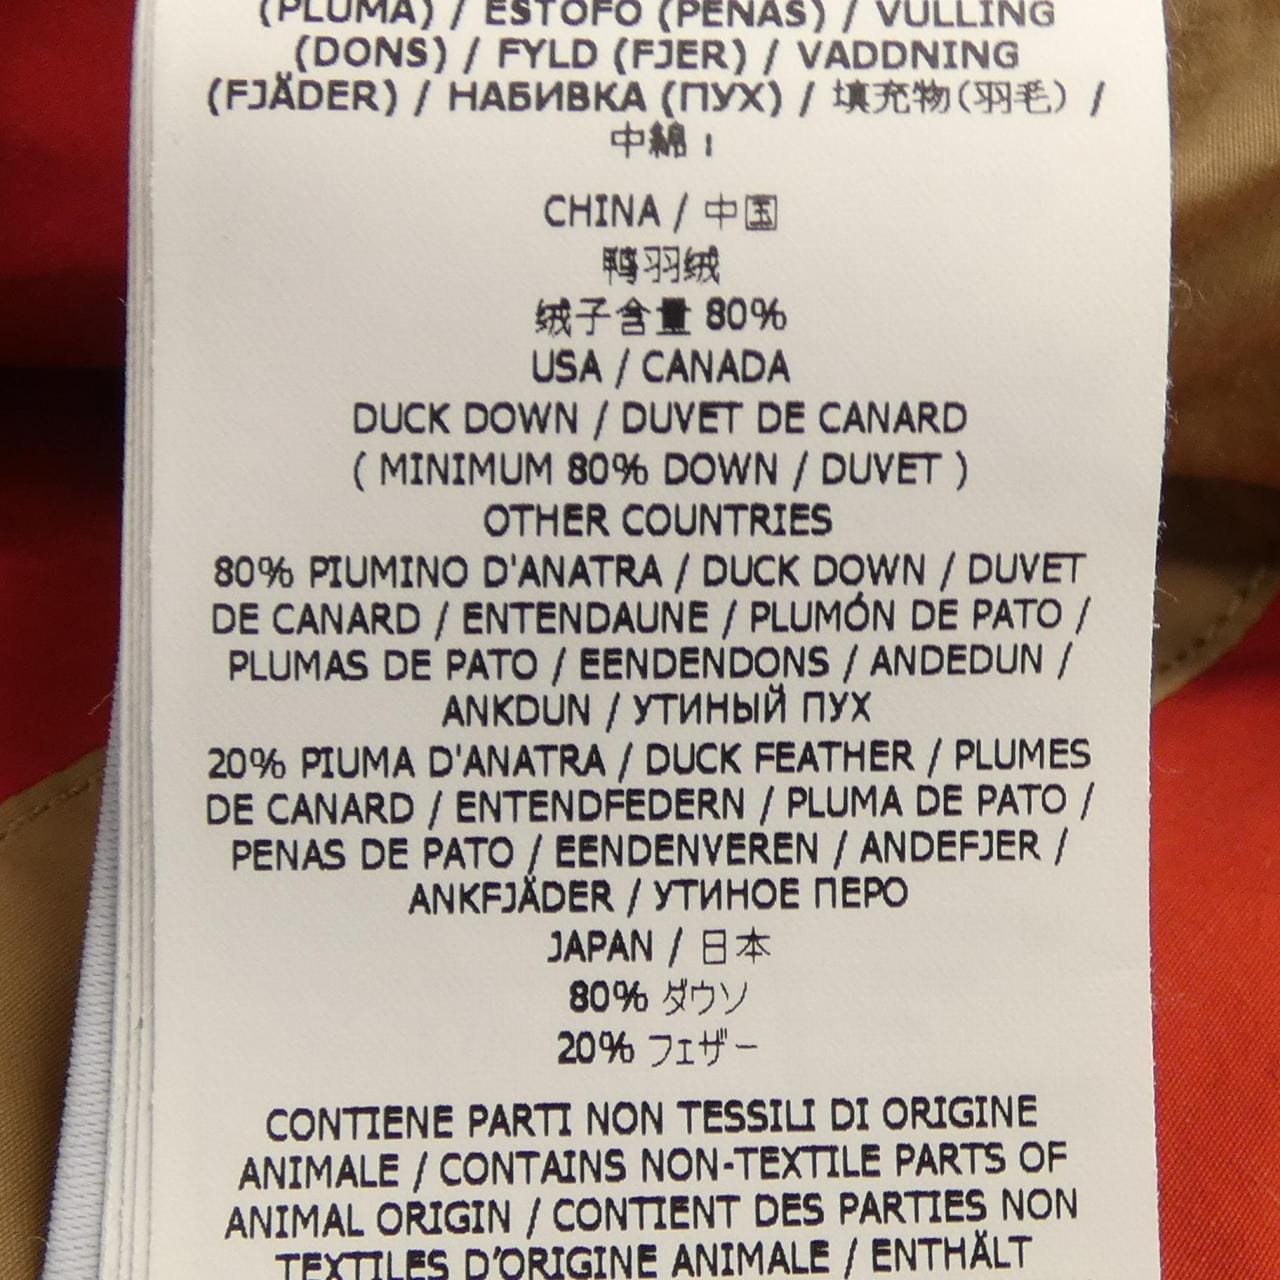 (PLUMA) / ESTOFO (PENAS) / VULLING
(DONS) / FYLD (FJER) / VADDNING
(FJÄDER) / НАБИВКА (ПУХ) / 填充物(羽毛) /
中綿 :
CHINA / 中国
鸭羽绒
绒子含量 80%
USA / CANADA
DUCK DOWN / DUVET DE CANARD
( MINIMUM 80% DOWN / DUVET )
OTHER COUNTRIES
80% PIUMINO D'ANATRA / DUCK DOWN / DUVET
DE CANARD / ENTENDAUNE / PLUMÓN DE PATO /
PLUMAS DE PATO / EENDENDONS / ANDEDUN /
ANKDUN / УТИНЫЙ ПУХ
20% PIUMA D'ANATRA / DUCK FEATHER / PLUMES
DE CANARD / ENTENDFEDERN / PLUMA DE PATO /
PENAS DE PATO / EENDENVEREN / ANDEFJER /
ANKFJÄDER / УТИНОЕ ПЕРО
JAPAN / 日本
80% ダウン
20% フェザー
CONTIENE PARTI NON TESSILI DI ORIGINE
ANIMALE / CONTAINS NON-TEXTILE PARTS OF
ANIMAL ORIGIN / CONTIENT DES PARTIES NON
TEXTILES D'ORIGINE ANIMALE / ENTHÄLT